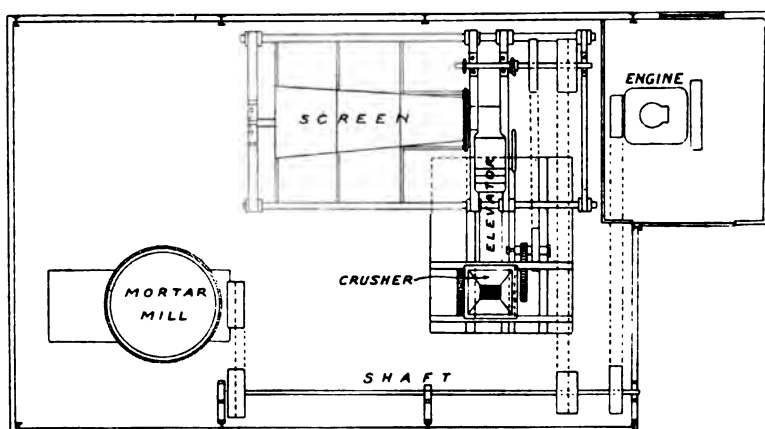 ENGINE
SCREEN
ELEVATOR
CRUSHER
MORTAR
MILL
SHAFT